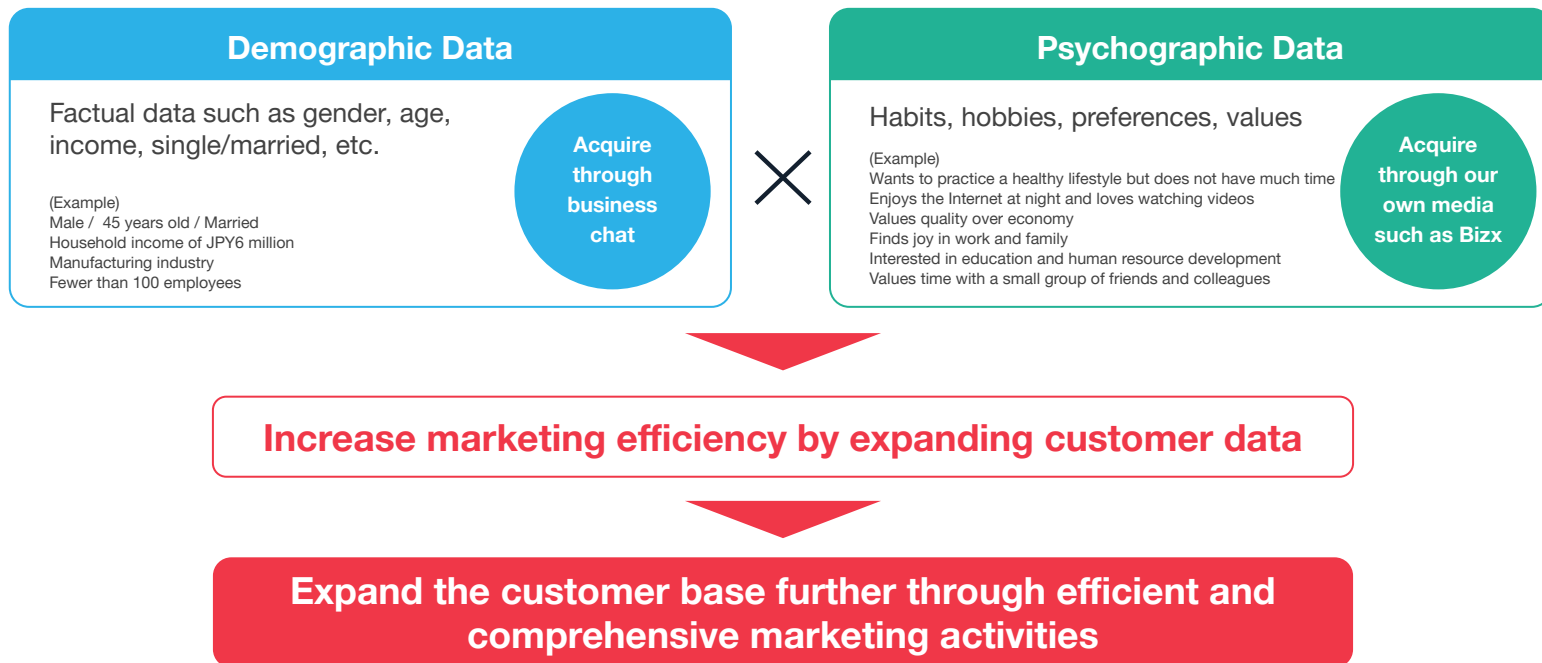 Demographic Data
Factual data such as gender, age,
income, single/married, etc.
(Example)
Male /  45 years old / Married
Household income of JPY6 million
Manufacturing industry
Fewer than 100 employees
Acquire
through
business
chat
Psychographic Data
Habits, hobbies, preferences, values
(Example)
Wants to practice a healthy lifestyle but does not have much time
Enjoys the Internet at night and loves watching videos
Values quality over economy
Finds joy in work and family
Interested in education and human resource development
Values time with a small group of friends and colleagues
Acquire
through our
own media
such as Bizx
Increase marketing efficiency by expanding customer data
Expand the customer base further through efficient and
comprehensive marketing activities